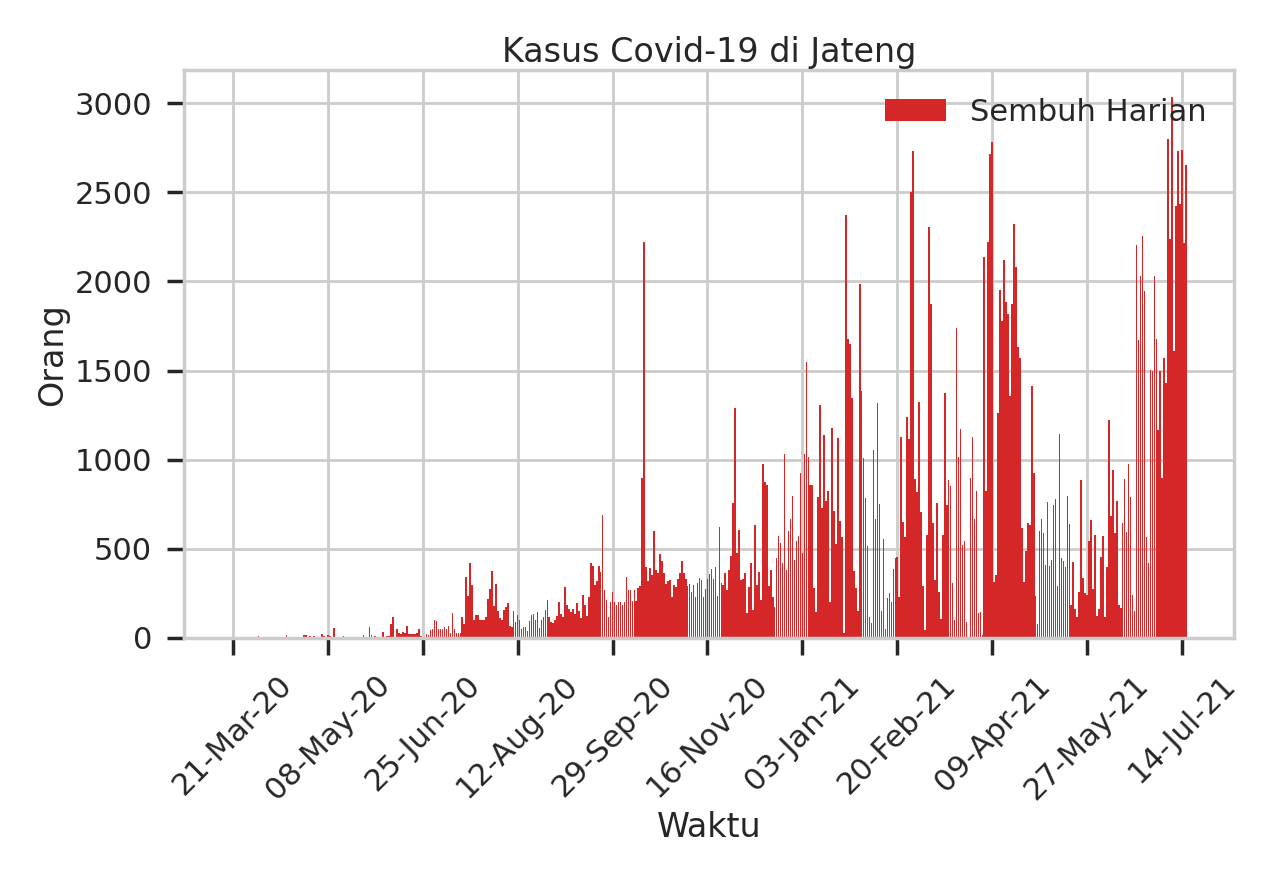 Kasus Covid-19 di Jateng
Sembuh Harian
Orang
3000
2500
2000
1500
1000
500
0
21-Mar-20
08-May-20
25-Jun-20
12-Aug-20
29-Sep-20
16-Nov-20
03-Jan-21
20-Feb-21
09-Apr-21
27-May-21
14-Jul-21
Waktu